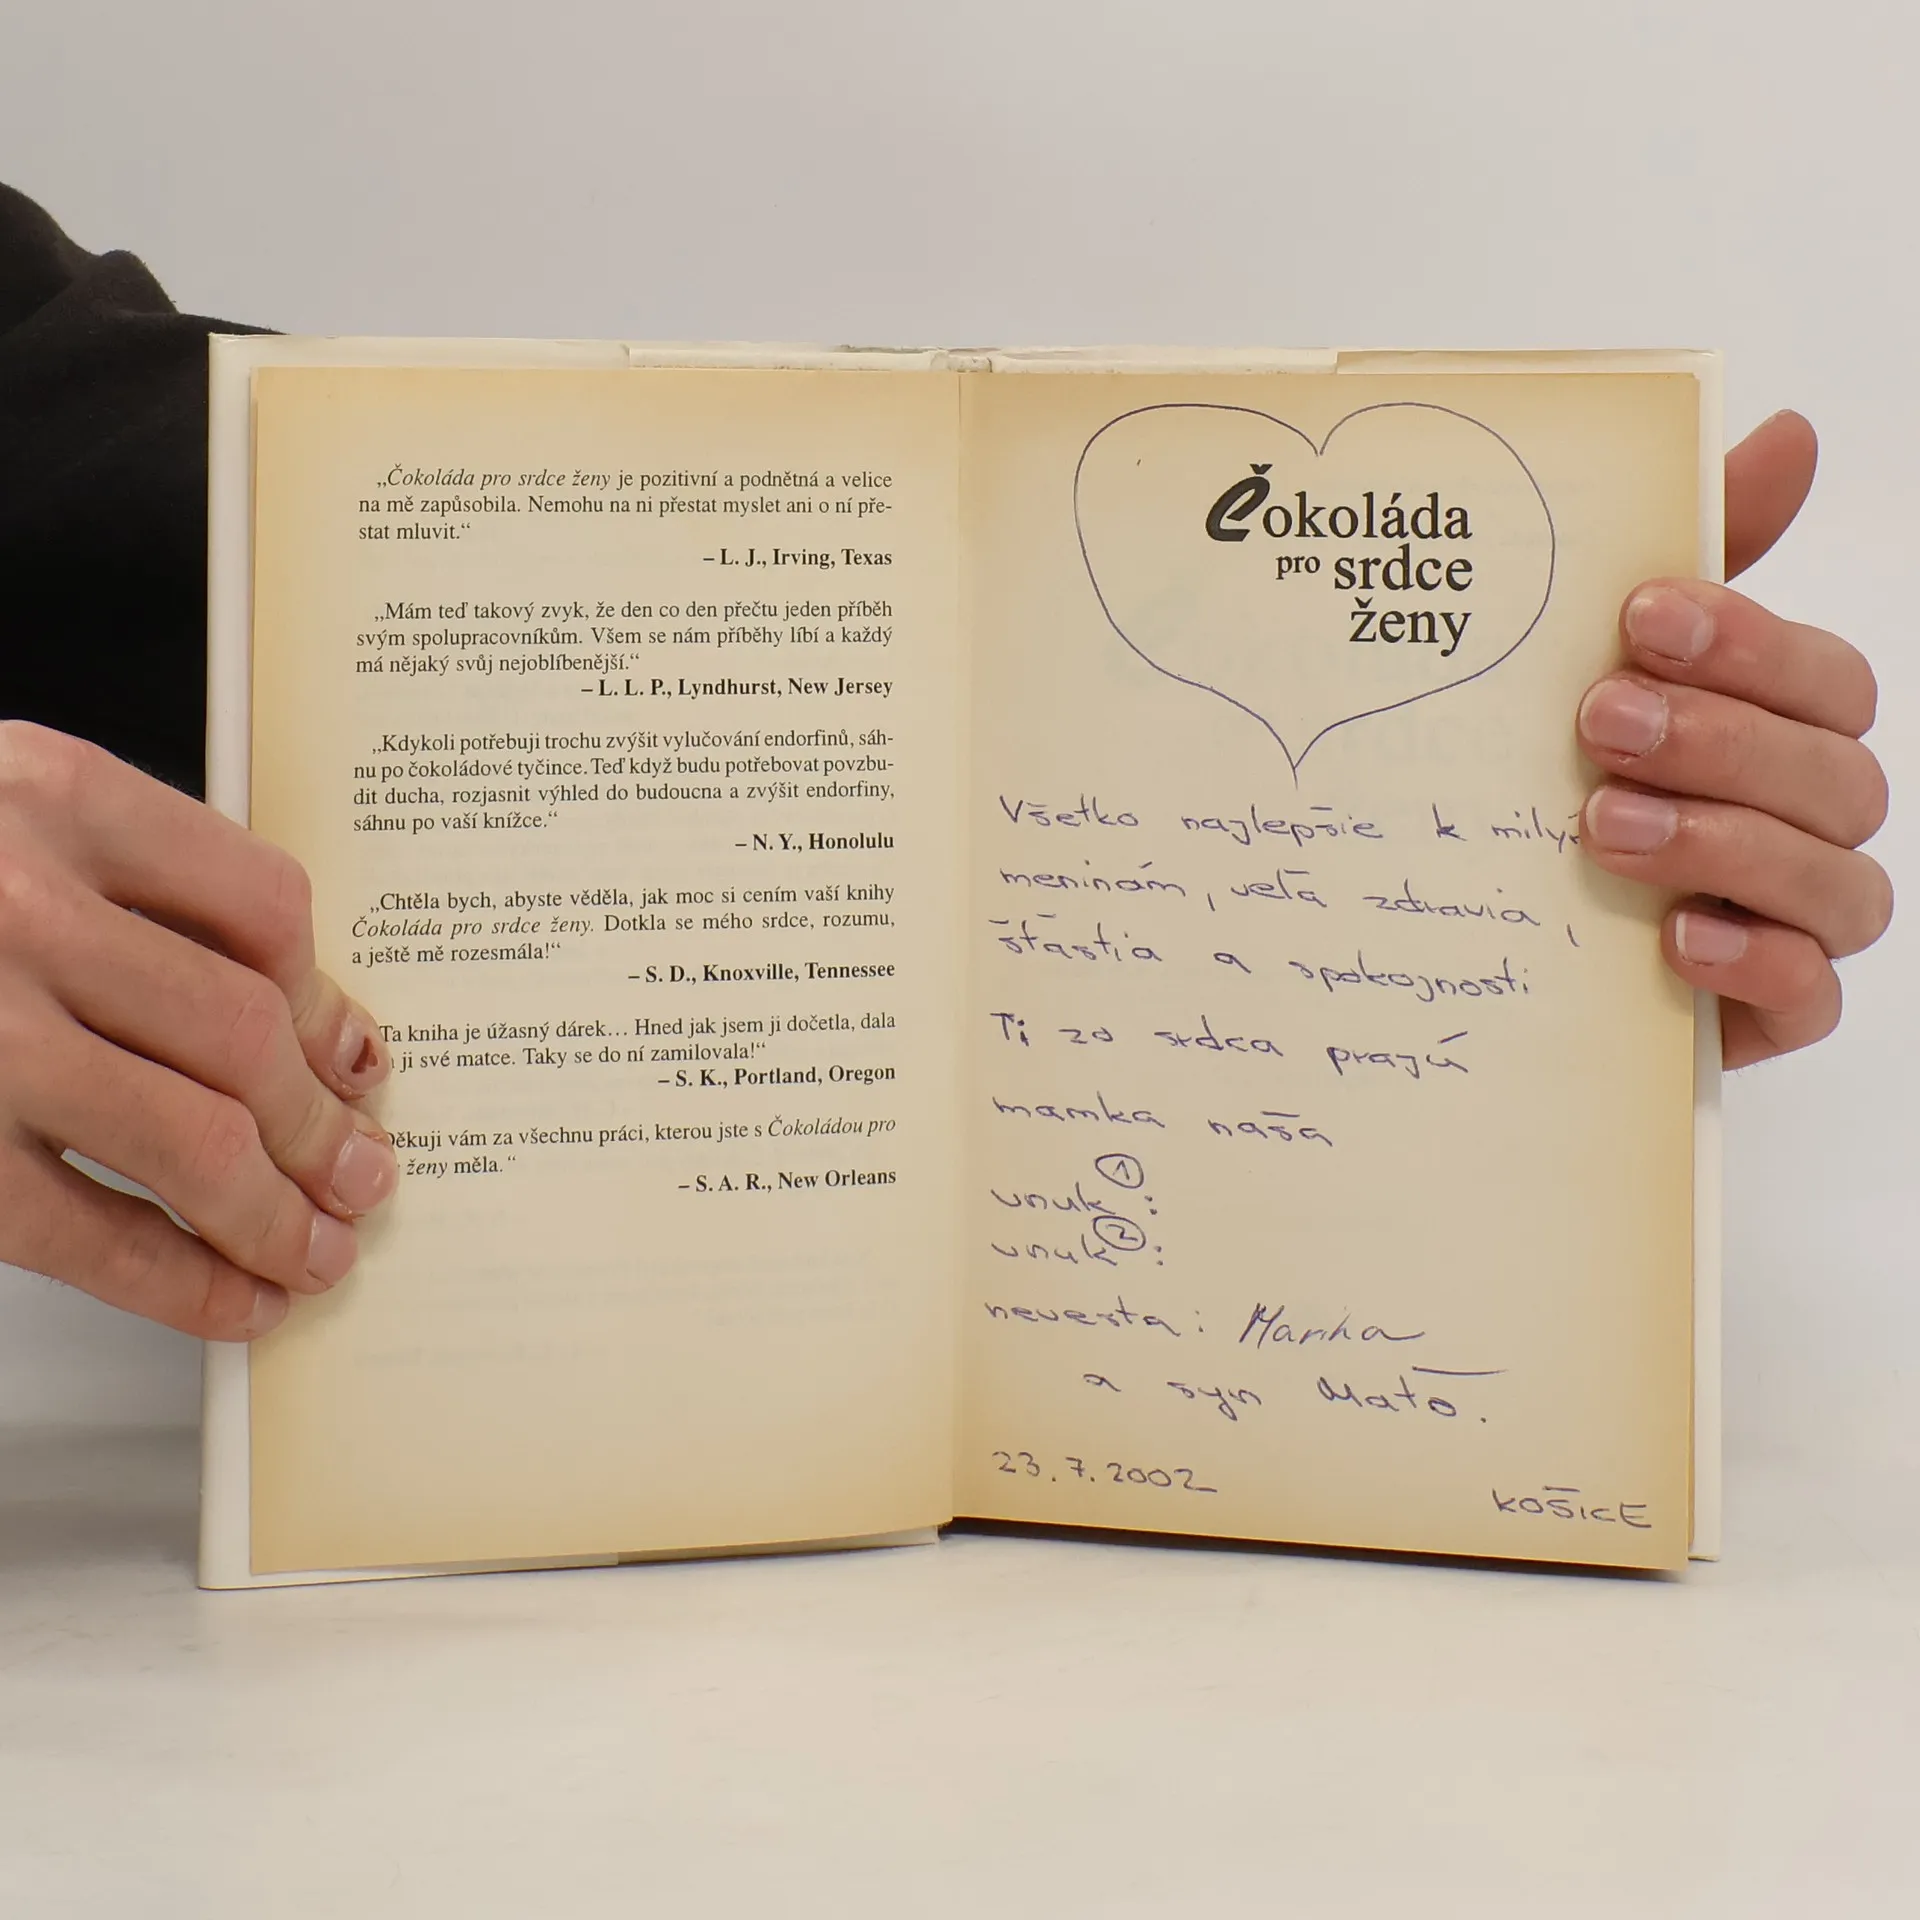 „Čokoláda pro srdce ženy je pozitivní a podnětná a velice
na mě zapůsobila. Nemohu na ni přestat myslet ani o ní pře-
stat mluvit.“
– L. J., Irving, Texas
„Mám teď takový zvyk, že den co den přečtu jeden příběh
svým spolupracovníkům. Všem se nám příběhy líbí a každý
má nějaký svůj nejoblíbenější.“
– L. L. P., Lyndhurst, New Jersey
„Kdykoli potřebuji trochu zvýšit vylučování endorfinů, sáh-
nu po čokoládové tyčince. Teď když budu potřebovat povzbu-
dit ducha, rozjasnit výhled do budoucna a zvýšit endorfiny,
sáhnu po vaší knížce.“
– N. Y., Honolulu
„Chtěla bych, abyste věděla, jak moc si cením vaší knihy
Čokoláda pro srdce ženy. Dotkla se mého srdce, rozumu,
a ještě mě rozesmála!“
– S. D., Knoxville, Tennessee
Ta kniha je úžasný dárek… Hned jak jsem ji dočetla, dala
ji své matce. Taky se do ní zamilovala!“
– S. K., Portland, Oregon
Děkuji vám za všechnu práci, kterou jste s Čokoládou pro
ženy měla.“
– S. A. R., New Orleans
Čokoláda
pro srdce
ženy
Všetko najlepšie k
meninám, veľa zdravia,
šťastia a spokojnosti
Ti zo srdca prajú
mamka naša
vnuk ①:
vnuk ②:
nevesta: Marika
a syn Maťo.
23.7.2002
KOŠICE